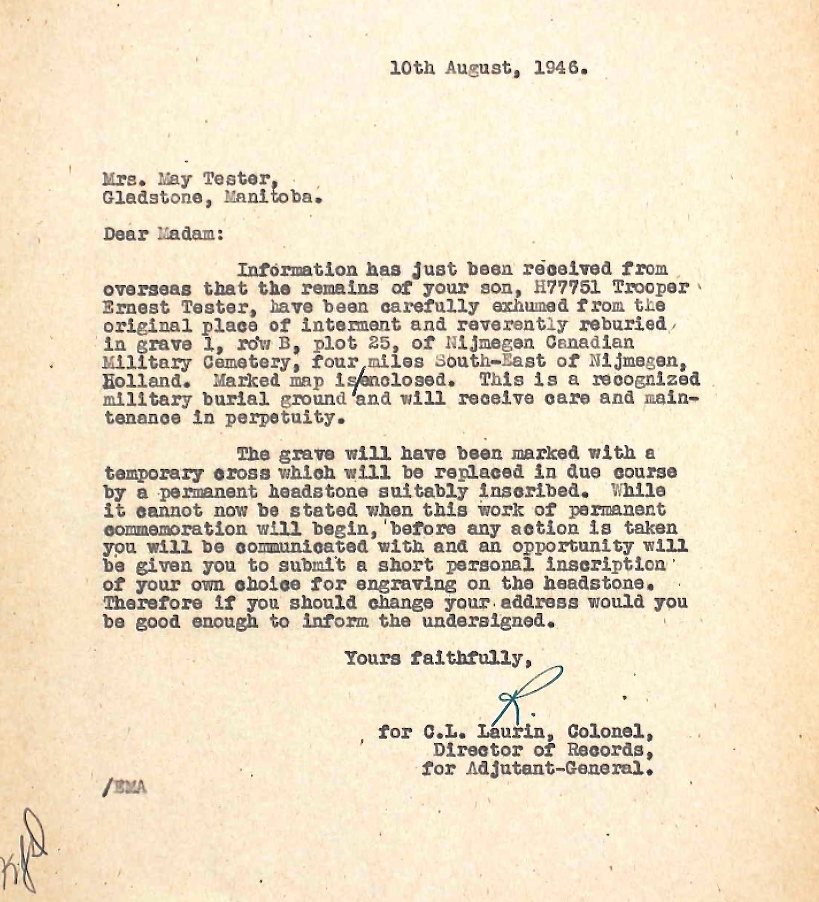 10th August, 1946.
Mrs. May Tester,
Gladstone, Manitoba.
Dear Madam:
Information has just been received from
overseas that the remains of your son, H77751 Trooper
Ernest Tester, have been carefully exhumed from the
original place of interment and reverently reburied
in grave 1, row B, plot 25, of Nijmegen Canadian
Military Cemetery, four miles South-East of Nijmegen,
Holland.  Marked map is/enclosed.  This is a recognized
military burial ground and will receive care and main-
tenance in perpetuity.
The grave will have been marked with a
temporary cross which will be replaced in due course
by a permanent headstone suitably inscribed.  While
it cannot now be stated when this work of permanent
commemoration will begin, before any action is taken
you will be communicated with and an opportunity will
be given you to submit a short personal inscription
of your own choice for engraving on the headstone.
Therefore if you should change your address would you
be good enough to inform the undersigned.
Yours faithfully,
R
for C.L. Laurin, Colonel,
Director of Records,
for Adjutant-General.
/EMA